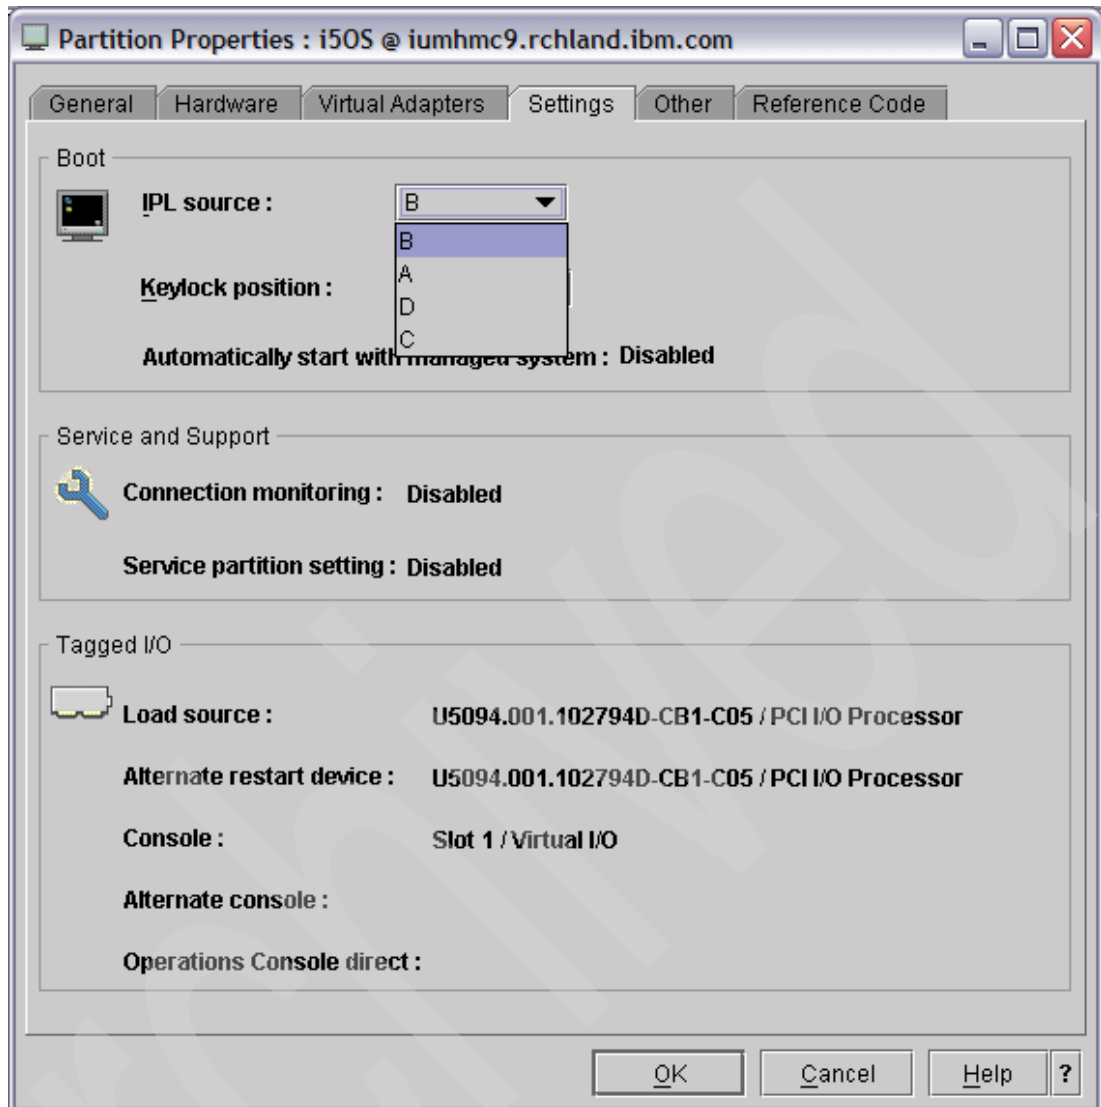 Partition Properties : i5OS @ iumhmc9.rchland.ibm.com
General Hardware Virtual Adapters Settings Other Reference Code
Boot
IPL source : B
B
A
Keylock position :
D
C
Automatically start with managed system : Disabled
Service and Support
Connection monitoring : Disabled
Service partition setting : Disabled
Tagged I/O
Load source : U5094.001.102794D-CB1-C05 / PCI I/O Processor
Alternate restart device : U5094.001.102794D-CB1-C05 / PCI I/O Processor
Console : Slot 1 / Virtual I/O
Alternate console :
Operations Console direct :
OK Cancel Help ?
rchived